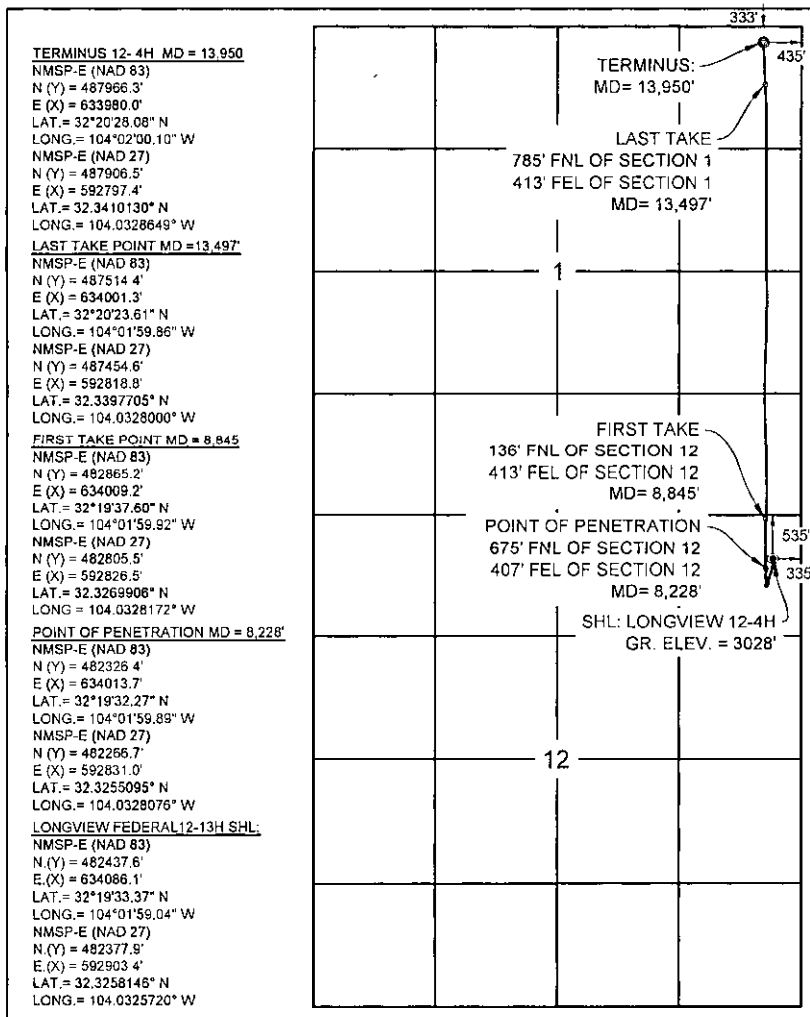 TERMINUS 12- 4H MD = 13,950
NMSP-E (NAD 83)
N (Y) = 487966.3'
E (X) = 633980.0'
LAT.= 32°20'28.08" N
LONG.= 104°02'00.10" W
NMSP-E (NAD 27)
N (Y) = 487906.5'
E (X) = 592797.4'
LAT.= 32.3410130° N
LONG.= 104.0328649° W
LAST TAKE POINT MD =13,497'
NMSP-E (NAD 83)
N (Y) = 487514 4'
E (X) = 634001.3'
LAT.= 32°20'23.61" N
LONG.= 104°01'59.86" W
NMSP-E (NAD 27)
N (Y) = 487454.6'
E (X) = 592818.8'
LAT.= 32.3397705° N
LONG.= 104.0328000° W
FIRST TAKE POINT MD = 8,845
NMSP-E (NAD 83)
N (Y) = 482865.2'
E (X) = 634009.2'
LAT.= 32°19'37.60" N
LONG.= 104°01'59.92" W
NMSP-E (NAD 27)
N (Y) = 482805.5'
E (X) = 592826.5'
LAT.= 32.3269906° N
LONG = 104.0328172° W
POINT OF PENETRATION MD = 8,228'
NMSP-E (NAD 83)
N (Y) = 482326 4'
E (X) = 634013.7'
LAT.= 32°19'32.27" N
LONG.= 104°01'59.89" W
NMSP-E (NAD 27)
N (Y) = 482266.7'
E (X) = 592831.0'
LAT.= 32.3255095° N
LONG.= 104.0328076° W
LONGVIEW FEDERAL12-13H SHL:
NMSP-E (NAD 83)
N.(Y) = 482437.6'
E.(X) = 634086.1'
LAT.= 32°19'33.37" N
LONG.= 104°01'59.04" W
NMSP-E (NAD 27)
N.(Y) = 482377.9'
E.(X) = 592903 4'
LAT.= 32.3258146° N
LONG.= 104.0325720° W
333'
435'
TERMINUS:
MD= 13,950'
LAST TAKE
785' FNL OF SECTION 1
413' FEL OF SECTION 1
MD= 13,497'
1
FIRST TAKE
136' FNL OF SECTION 12
413' FEL OF SECTION 12
MD= 8,845'
POINT OF PENETRATION
675' FNL OF SECTION 12
407' FEL OF SECTION 12
MD= 8,228'
535'
335'
SHL: LONGVIEW 12-4H
GR. ELEV. = 3028'
12